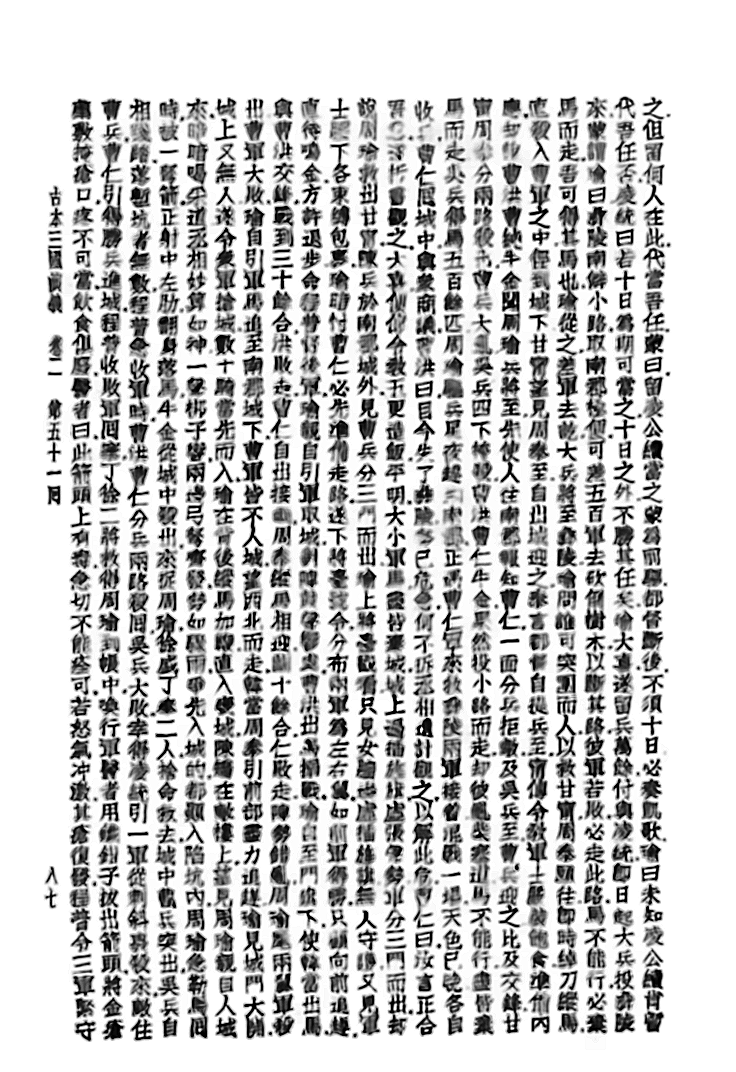 之但留何人在此代當吾任蒙曰留凌公續當之蒙爲前驅都督斷後不須十日必奏凱歌瑜曰未知凌公續肯留
代吾任否凌統曰若十日爲期可當之十日之外不勝其任矣瑜大喜遂留兵萬餘付與凌統卽日起大兵投彝陵
來蒙謂瑜曰彝陵南僻小路取南郡極便可差五百軍去砍倒樹木以斷其路彼軍若敗必走此路馬不能行必棄
馬而走吾可得其馬也瑜從之差軍去訖大兵將至彝陵瑜問誰可突圍而入以救甘寧周泰願往卽時綽刀縱馬
直殺入曹軍之中徑到城下甘寧望見周泰至自出城迎之泰言都督自提兵至寧傳令教軍士嚴裝飽食準備內
應却說曹洪曹純牛金聞周瑜兵將至先使人往南郡報知曹仁一面分兵拒敵及吳兵至曹兵迎之比及交鋒甘
寧周泰分兩路殺出曹兵大亂吳兵四下掩殺曹洪曹仁牛金果然投小路而走却被亂柴塞道馬不能行盡皆棄
馬而走吳兵得馬五百餘匹周瑜驅兵星夜趕到南郡正遇曹仁軍來救彝陵兩軍接着混戰一場天色已晚各自
收兵曹仁回城中與衆商議曹洪曰目今失了彝陵勢已危急何不拆丞相遺計觀之以解此危曹仁曰汝言正合
吾意遂拆書觀之大喜便傳令教五更造飯平明大小軍馬盡皆棄城城上遍插旌旗虛張聲勢軍分三門而出却
說周瑜救出甘寧陳兵於南郡城外見曹兵分三門而出瑜上將臺觀看只見女牆邊虛插旌旗無人守護又見軍
士腰下各束縛包裹瑜暗忖曹仁必先準備走路遂下將臺號令分布兩軍爲左右翼如前軍得勝只顧向前追趕
直待鳴金方許退步命程普督後軍瑜親自引軍取城對陣鼓聲響處曹洪出馬搦戰瑜自至門旗下使韓當出馬
與曹洪交鋒戰到三十餘合洪敗走曹仁自出接戰周泰縱馬相迎鬭十餘合仁敗走陣勢錯亂周瑜麾兩翼軍殺
出曹軍大敗瑜自引軍馬追至南郡城下曹軍皆不入城望西北而走韓當周泰引前部盡力追趕瑜見城門大開
城上又無人遂令衆軍搶城數十騎當先而入瑜在背後縱馬加鞭直入甕城陳矯在敵樓上望見周瑜親自入城
來暗暗喝采道丞相妙算如神一聲梆子響兩邊弓弩齊發勢如驟雨爭先入城的都顚入陷坑內周瑜急勒馬回
時被一弩箭正射中左肋翻身落馬牛金從城中殺出來捉周瑜徐盛丁奉二人捨命救去城中曹兵突出吳兵自
相踐踏落塹坑者無數程普急收軍時曹洪曹仁分兵兩路殺回吳兵大敗幸得凌統引一軍從刺斜裏殺來敵住
曹兵曹仁引得勝兵進城程普收敗軍回寨丁徐二將救得周瑜到帳中喚行軍醫者用鐵鉗子拔出箭頭將金瘡
藥敷掩瘡口疼不可當飲食俱廢醫者曰此箭頭上有毒急切不能痊可若怒氣冲激其瘡復發程普令三軍緊守
古本三國演義　卷二　第五十一回　八七